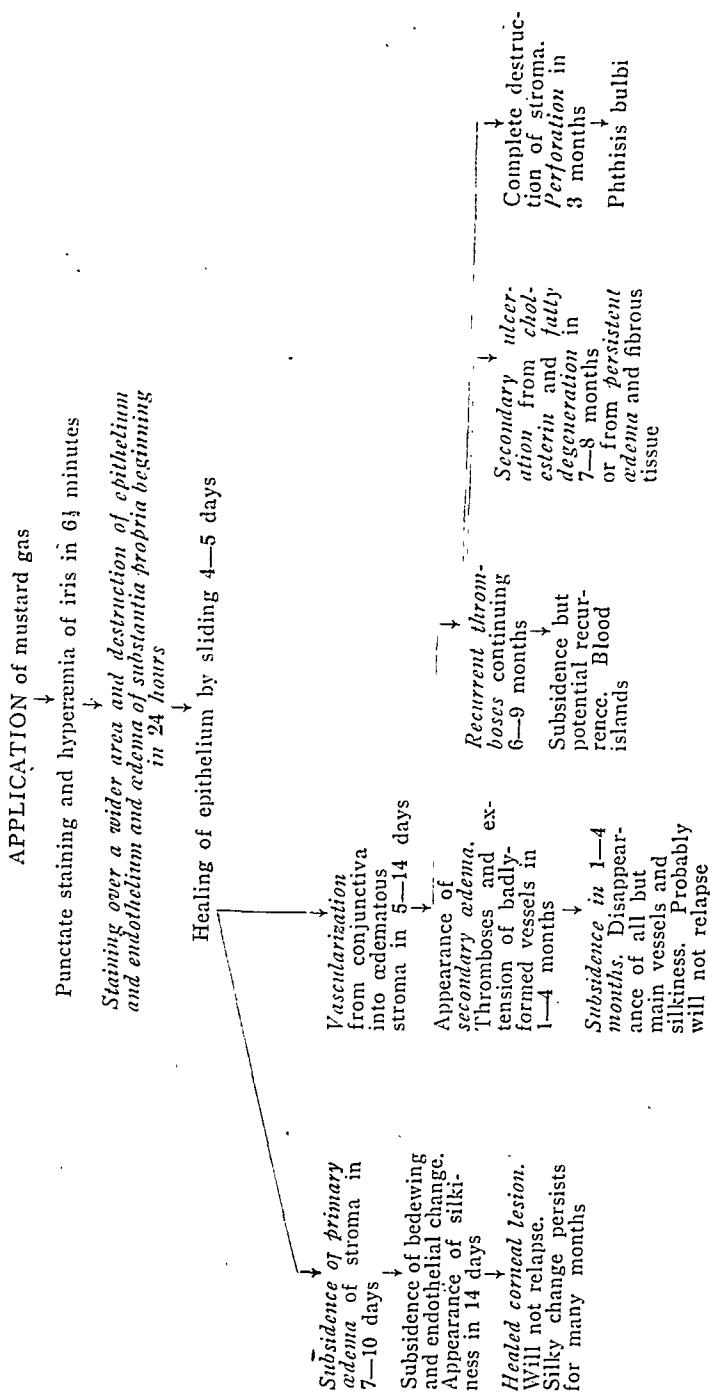 APPLICATION of mustard gas
↓
Punctate staining and hyperæmia of iris in 6½ minutes
↓
Staining over a wider area and destruction of epithelium
and endothelium and œdema of substantia propria beginning
in 24 hours
↓
Healing of epithelium by sliding 4—5 days
Subsidence of primary
œdema of stroma in
7—10 days
↓
Subsidence of bedewing
and endothelial change.
Appearance of silki-
ness in 14 days
↓
Healed corneal lesion.
Will not relapse.
Silky change persists
for many months
Vascularization
from conjunctiva
into œdematous
stroma in 5—14 days
↓
Appearance of
secondary œdema.
Thromboses and ex-
tension of badly-
formed vessels in
1—4 months
↓
Subsidence in 1—4
months. Disappear-
ance of all but
main vessels and
silkiness. Probably
will not relapse
↓
Recurrent throm-
boses continuing
6—9 months
↓
Subsidence but
potential recur-
rence. Blood
islands
↓
Secondary ulcer-
ation from chol-
esterin and fatty
degeneration in
7—8 months
or from persistent
œdema and fibrous
tissue
↓
Complete destruc-
tion of stroma.
Perforation in
3 months
↓
Phthisis bulbi